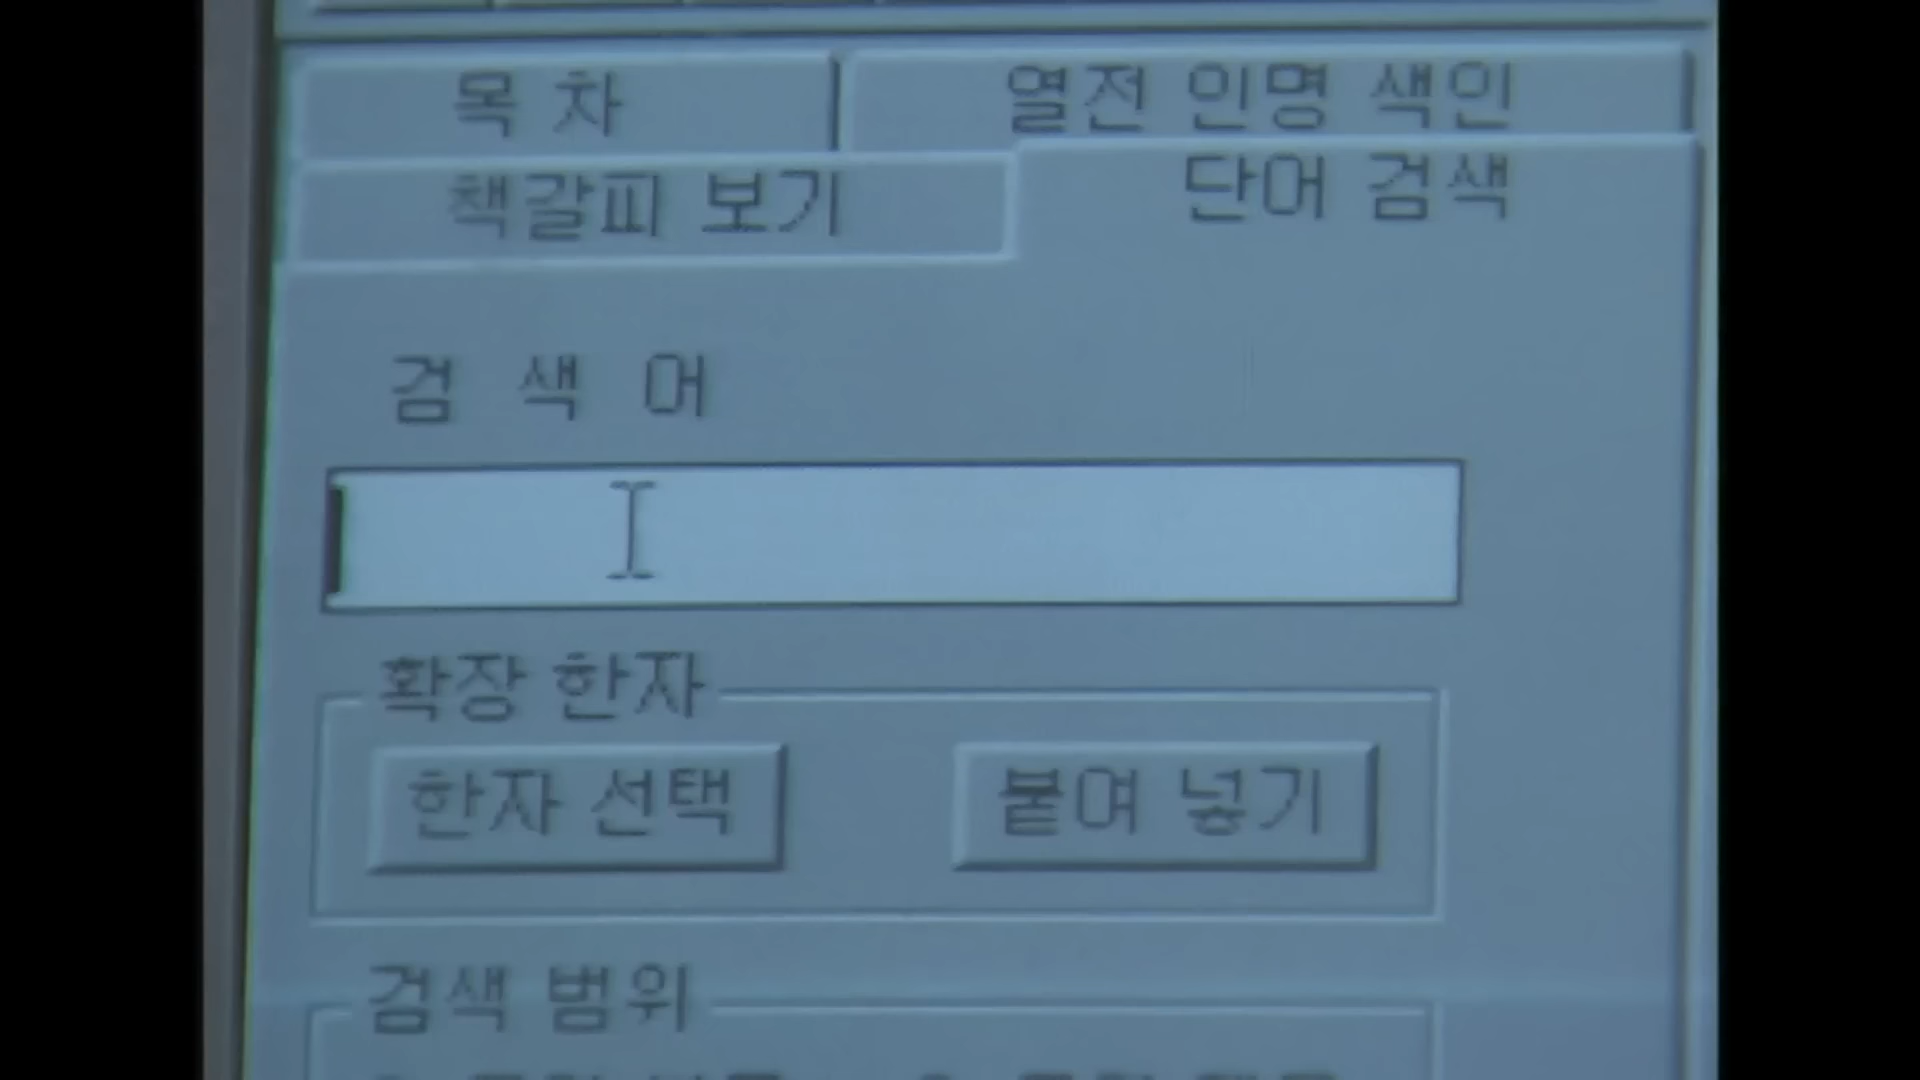 목 차
열전 인명 색인
책갈피 보기
단어 검색
검 색 어
확장 한자
한자 선택
붙여 넣기
검색 범위